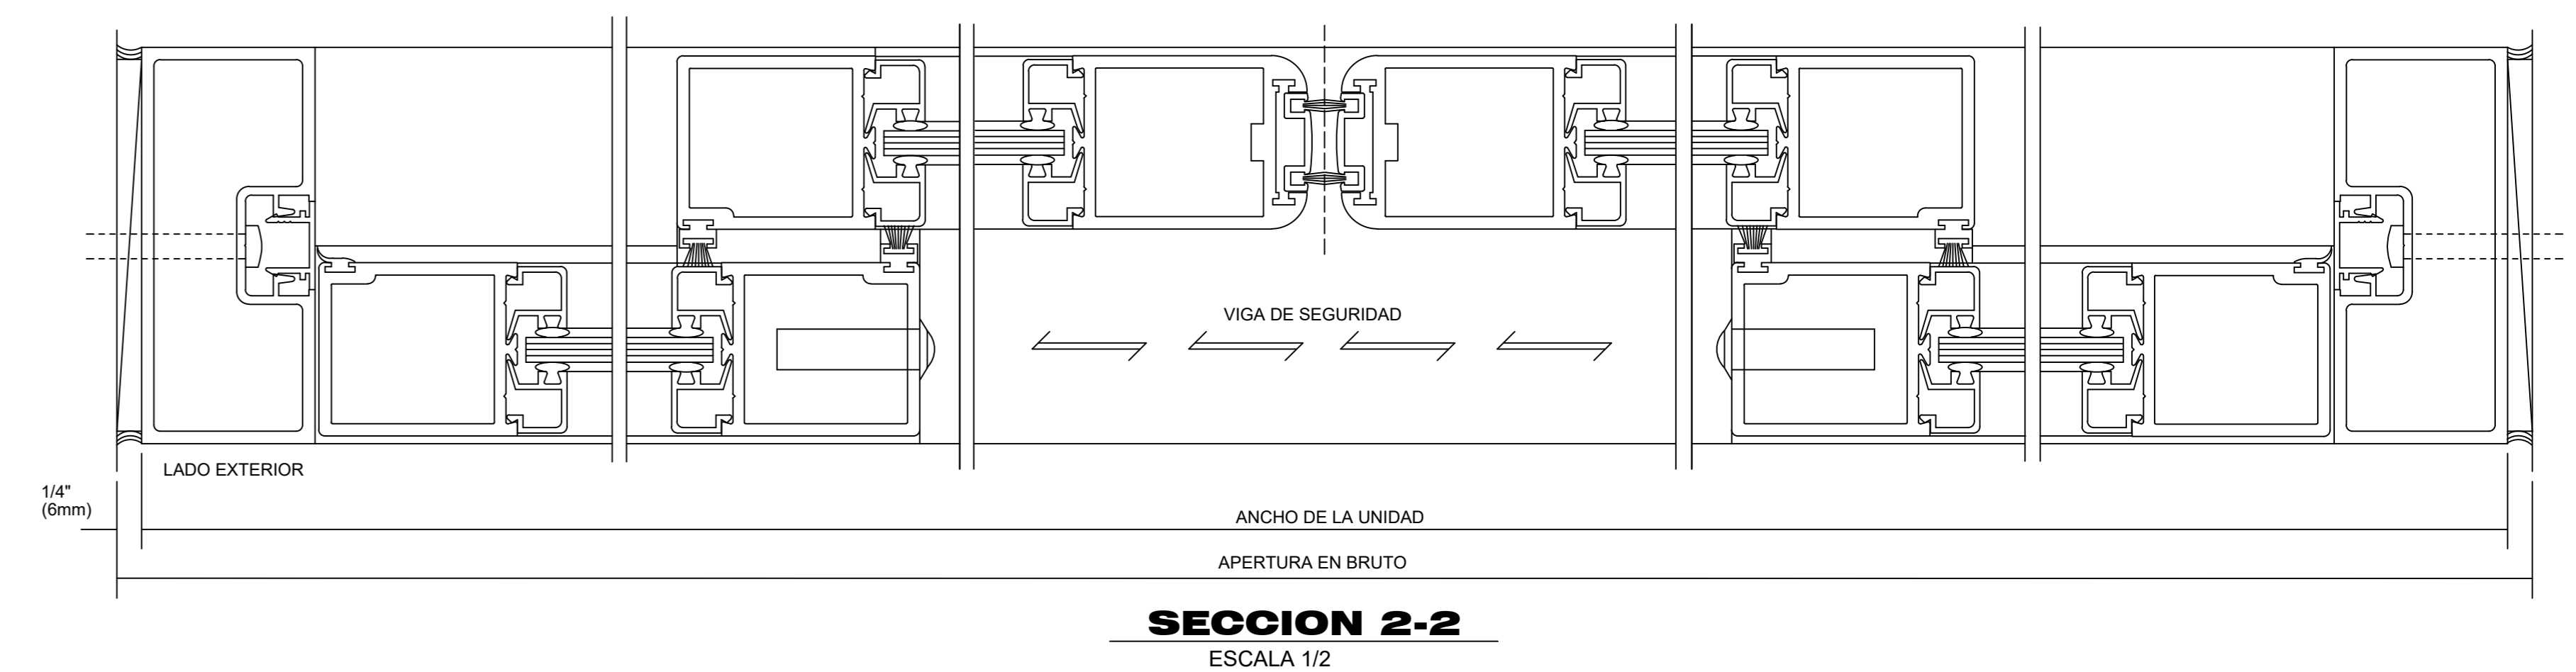 VIGA DE SEGURIDAD
LADO EXTERIOR
1/4"
(6mm)
ANCHO DE LA UNIDAD
APERTURA EN BRUTO
SECCION 2-2
ESCALA 1/2